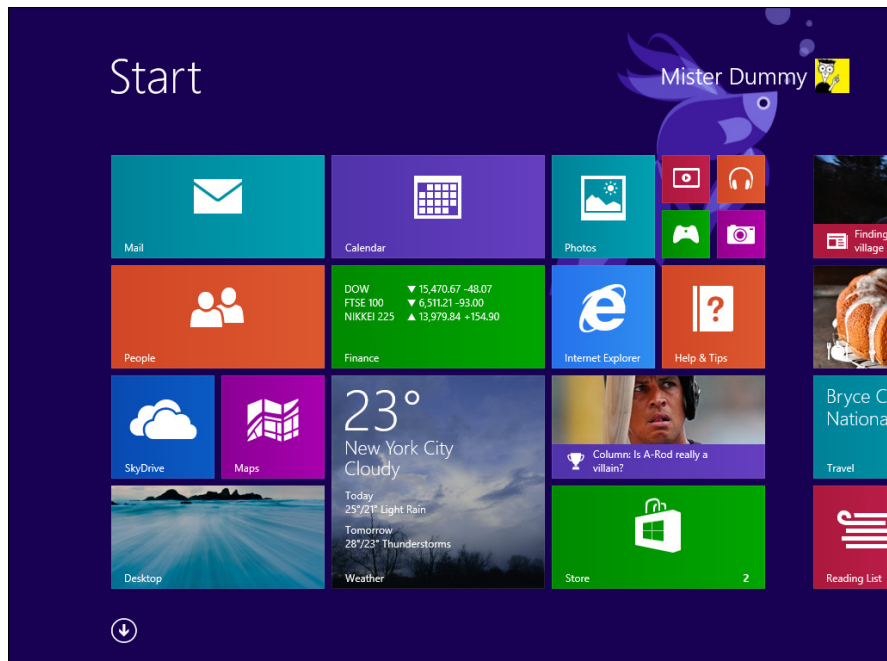 Start
Mister Dummy
Mail
Calendar
Photos
Finding
village
People
DOW ▼ 15,470.67 -48.07
FTSE 100 ▼ 6,511.21 -93.00
NIKKEI 225 ▲ 13,979.84 +154.90
Finance
Internet Explorer
Help & Tips
SkyDrive
Maps
23°
New York City
Cloudy
Today
25°/21° Light Rain
Tomorrow
28°/23° Thunderstorms
Weather
Column: Is A-Rod really a
villain?
Bryce C
Nationa
Travel
Desktop
Store
2
Reading List